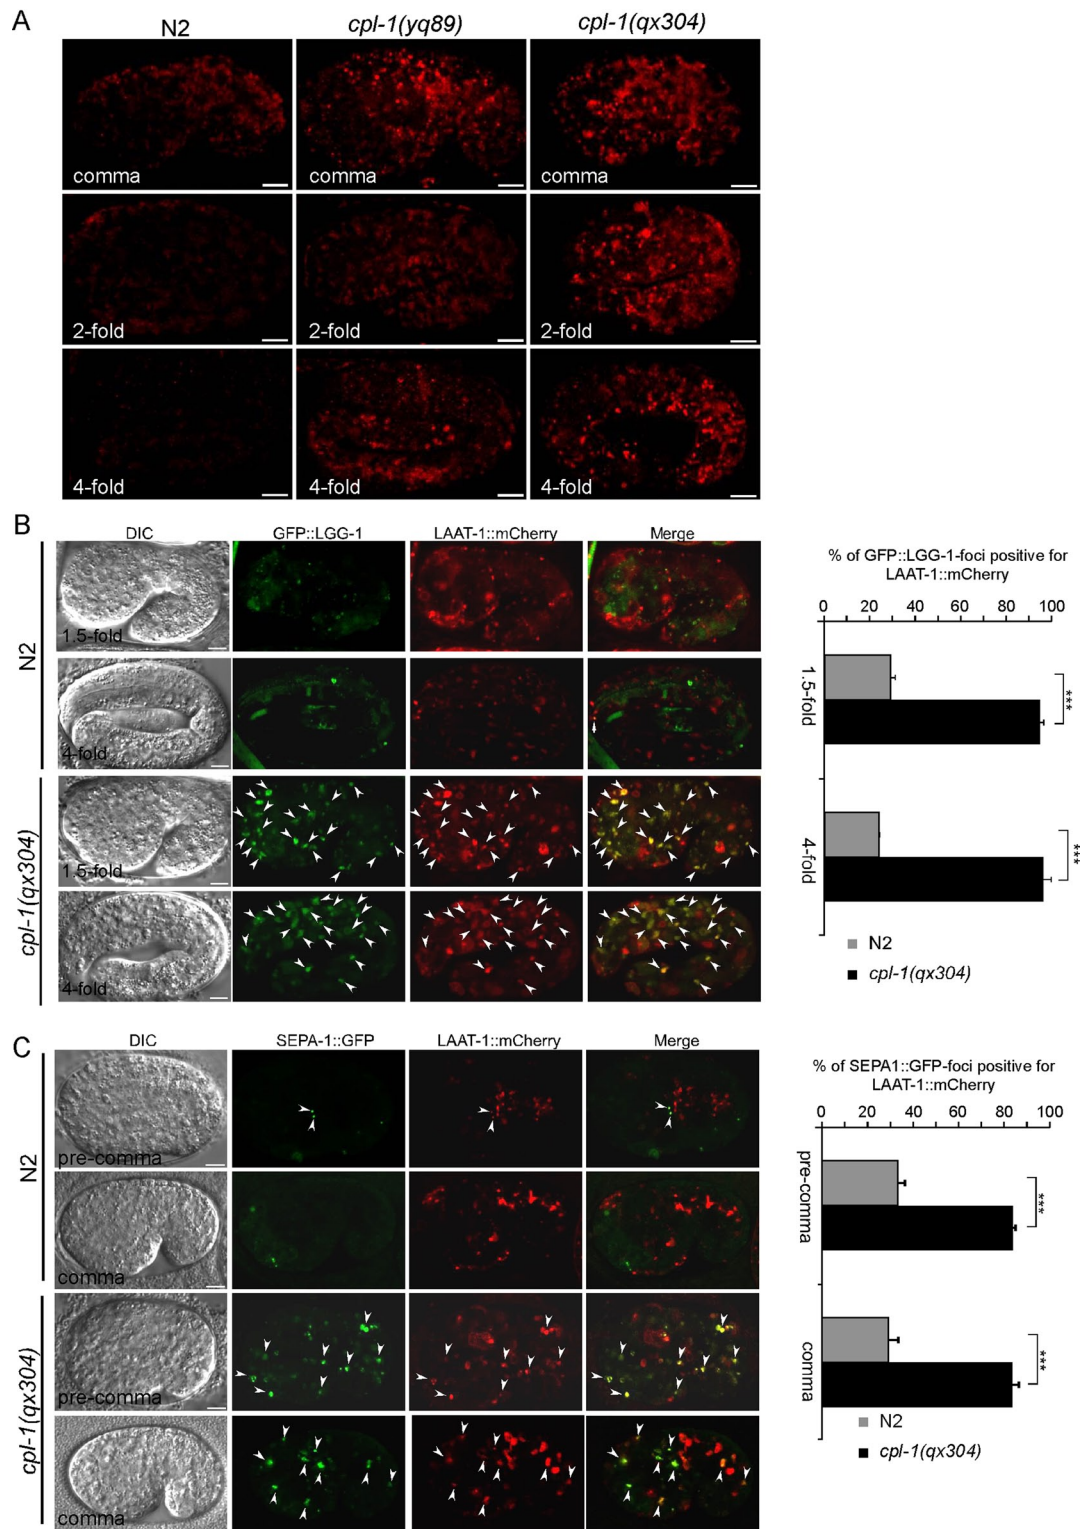 A
N2
cpl-1(yq89)
cpl-1(qx304)
comma
comma
comma
2-fold
2-fold
2-fold
4-fold
4-fold
4-fold
B
DIC
GFP::LGG-1
LAAT-1::mCherry
Merge
N2
1.5-fold
4-fold
cpl-1(qx304)
1.5-fold
4-fold
% of GFP::LGG-1-foci positive for
LAAT-1::mCherry
0 20 40 60 80 100
1.5-fold
***
4-fold
***
N2
cpl-1(qx304)
C
DIC
SEPA-1::GFP
LAAT-1::mCherry
Merge
N2
pre-comma
comma
cpl-1(qx304)
pre-comma
comma
% of SEPA1::GFP-foci positive for
LAAT-1::mCherry
0 20 40 60 80 100
pre-comma
***
comma
***
N2
cpl-1(qx304)